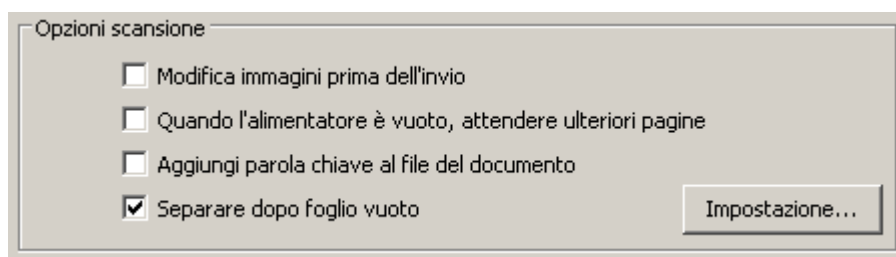 Opzioni scansione
Modifica immagini prima dell'invio
Quando l'alimentatore è vuoto, attendere ulteriori pagine
Aggiungi parola chiave al file del documento
Separare dopo foglio vuoto
Impostazione...